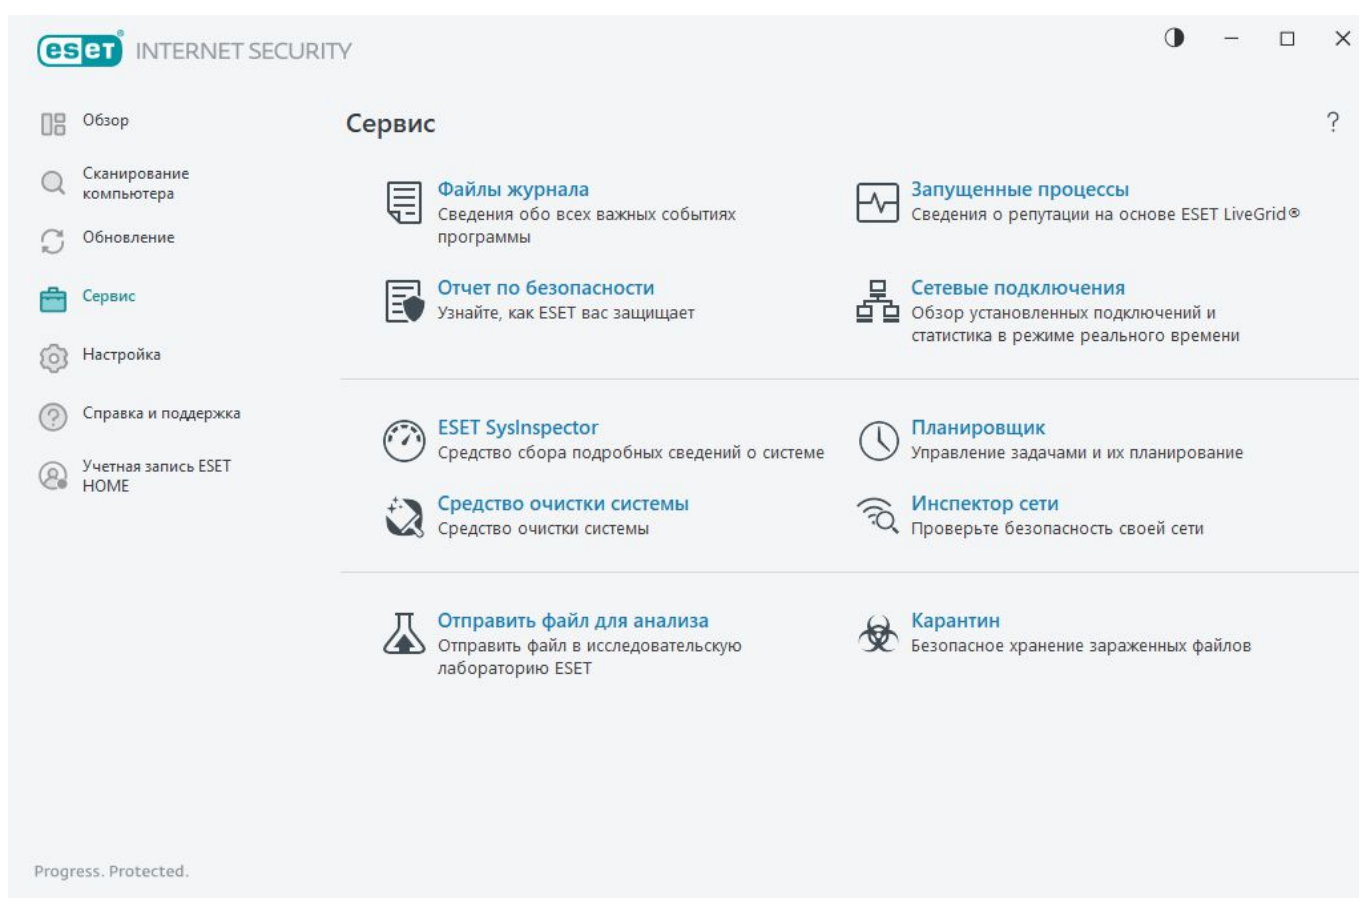 eset INTERNET SECURITY
Обзор
Сканирование
компьютера
Обновление
Сервис
Настройка
Справка и поддержка
Учетная запись ESET
HOME
Сервис
?
Файлы журнала
Сведения обо всех важных событиях
программы
Запущенные процессы
Сведения о репутации на основе ESET LiveGrid®
Отчет по безопасности
Узнайте, как ESET вас защищает
Сетевые подключения
Обзор установленных подключений и
статистика в режиме реального времени
ESET SysInspector
Средство сбора подробных сведений о системе
Планировщик
Управление задачами и их планирование
Средство очистки системы
Средство очистки системы
Инспектор сети
Проверьте безопасность своей сети
Отправить файл для анализа
Отправить файл в исследовательскую
лабораторию ESET
Карантин
Безопасное хранение зараженных файлов
Progress. Protected.